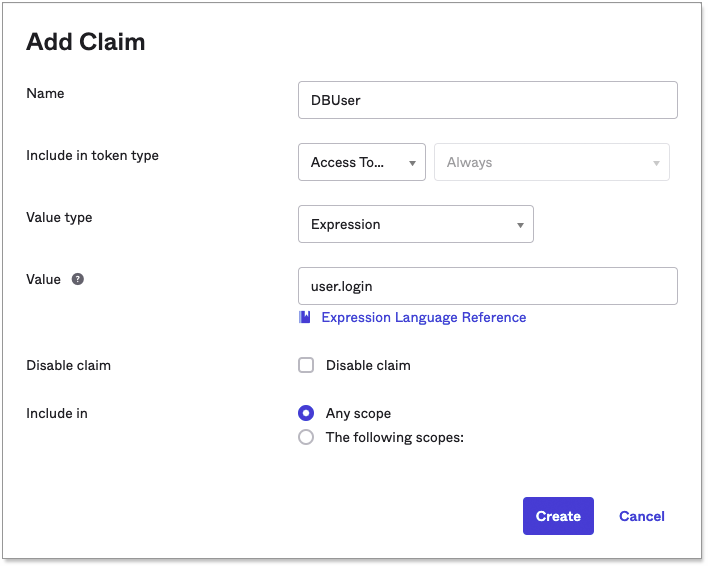 Add Claim
Name
DBUser
Include in token type
Access To...
Always
Value type
Expression
Value ?
user.login
Expression Language Reference
Disable claim
Disable claim
Include in
Any scope
The following scopes:
Create
Cancel